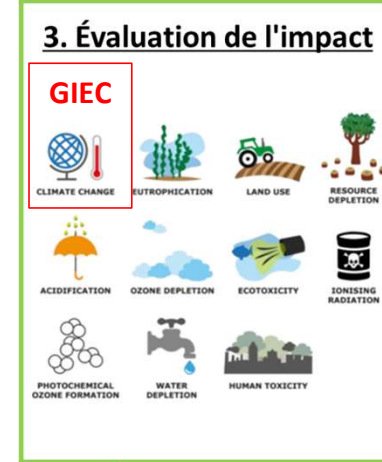 3. Évaluation de l'impact
GIEC
CLIMATE CHANGE
EUTROPHICATION
LAND USE
RESOURCE
DEPLETION
ACIDIFICATION
OZONE DEPLETION
ECOTOXICITY
IONISING
RADIATION
PHOTOCHEMICAL
OZONE FORMATION
WATER
DEPLETION
HUMAN TOXICITY